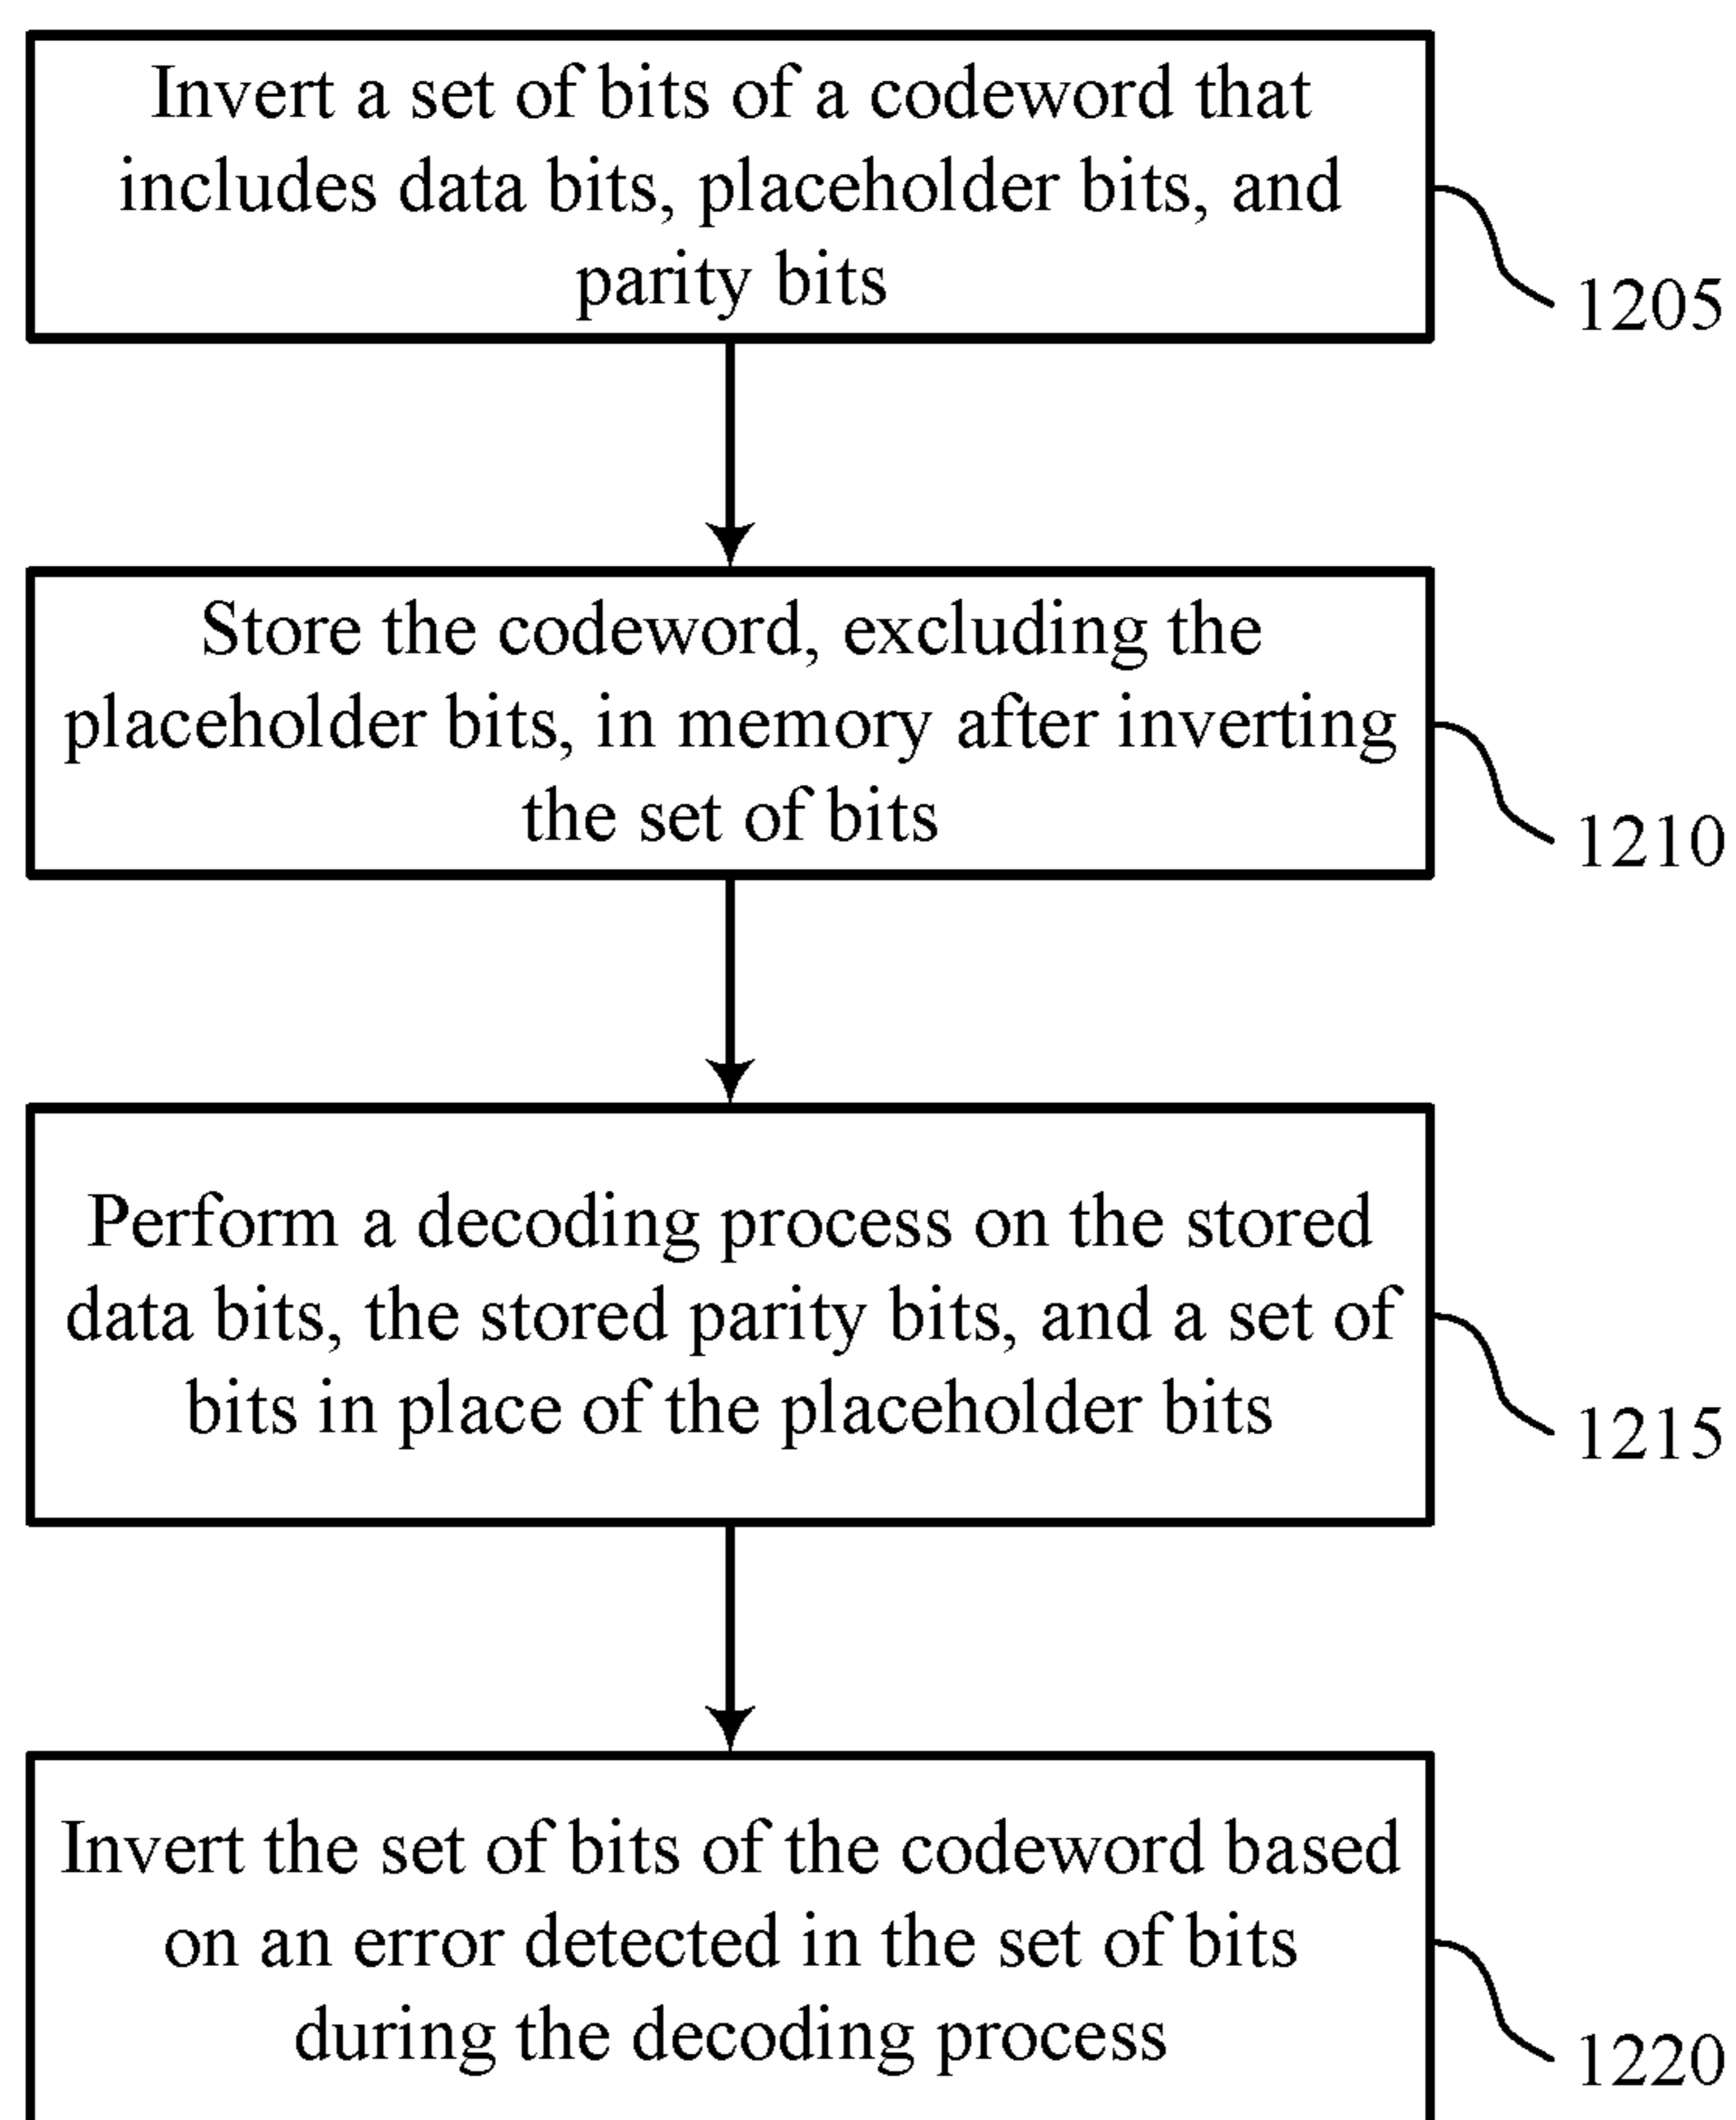 Invert a set of bits of a codeword that
includes data bits, placeholder bits, and
parity bits
1205
Store the codeword, excluding the
placeholder bits, in memory after inverting
the set of bits
1210
Perform a decoding process on the stored
data bits, the stored parity bits, and a set of
bits in place of the placeholder bits
1215
Invert the set of bits of the codeword based
on an error detected in the set of bits
during the decoding process
1220